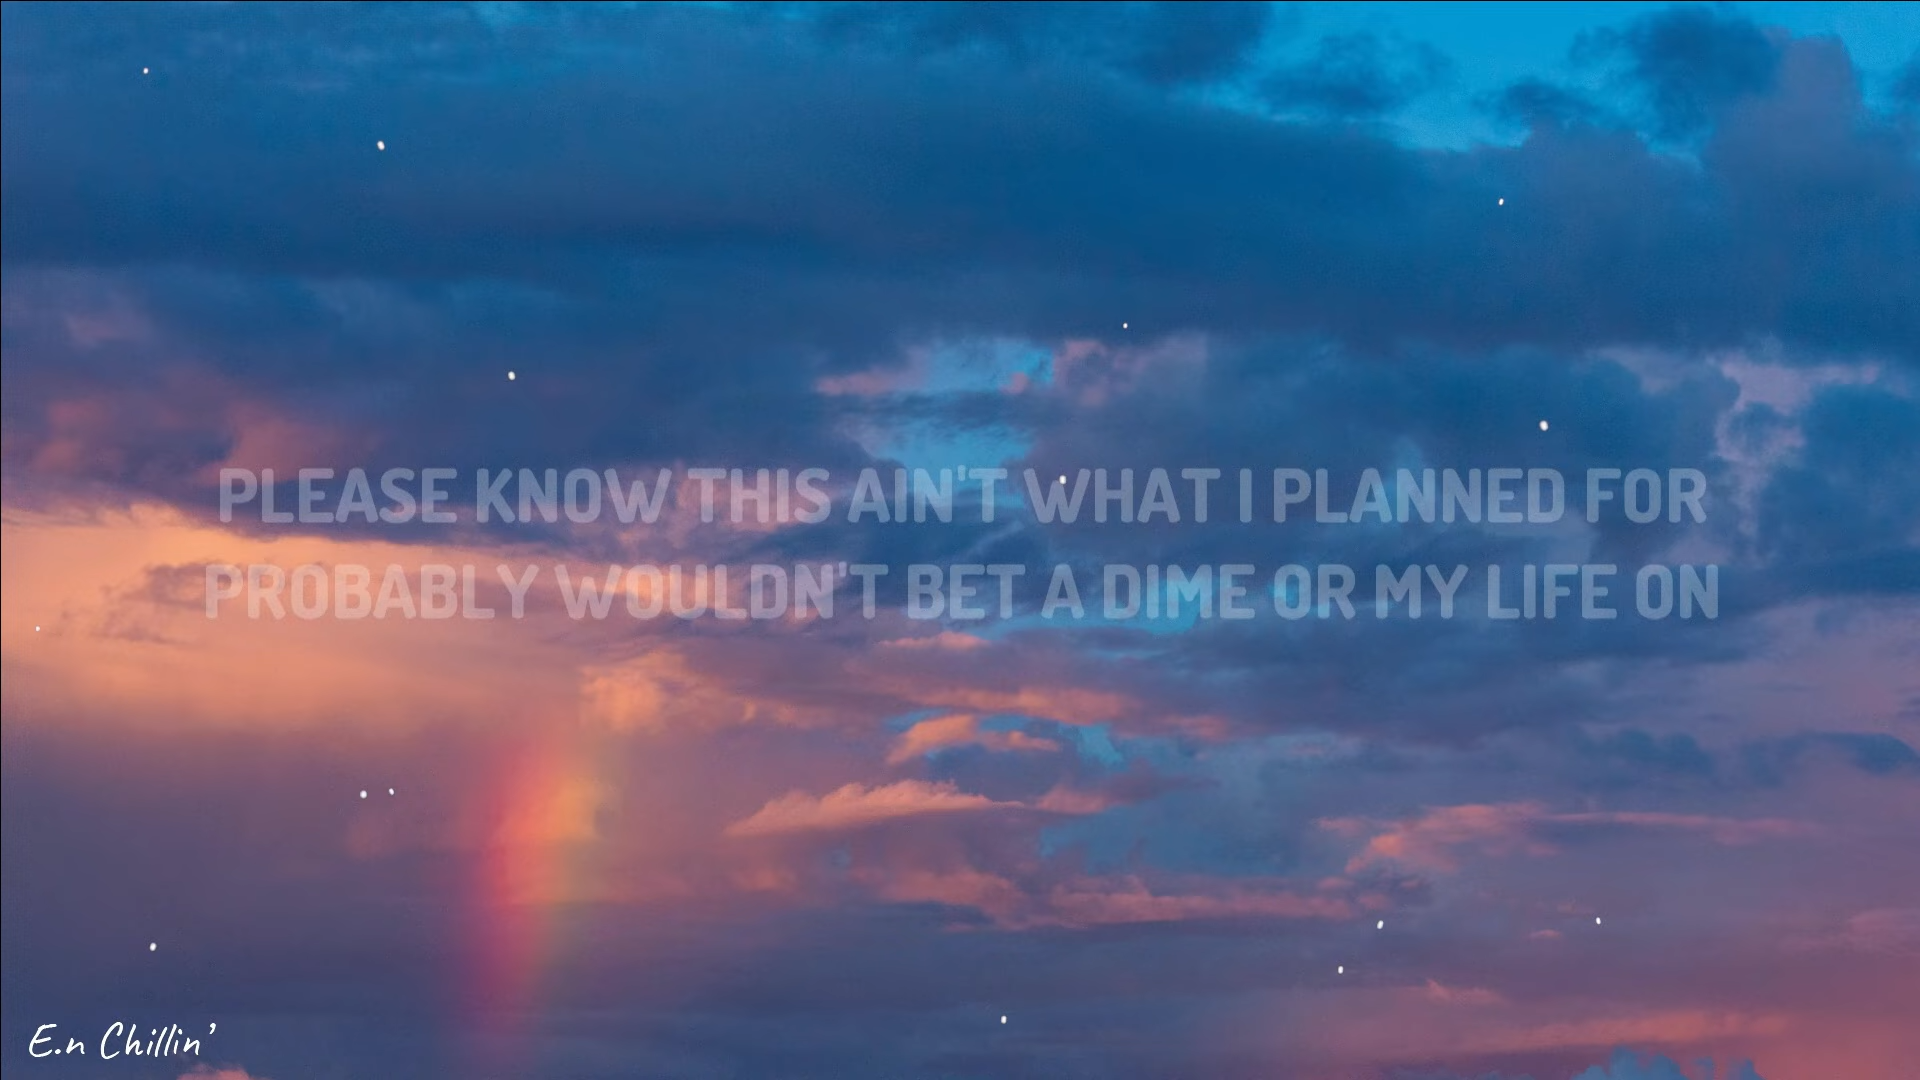 PLEASE KNOW THIS AIN'T WHAT I PLANNED FOR
PROBABLY WOULDN'T BET A DIME OR MY LIFE ON
E.n Chillin'